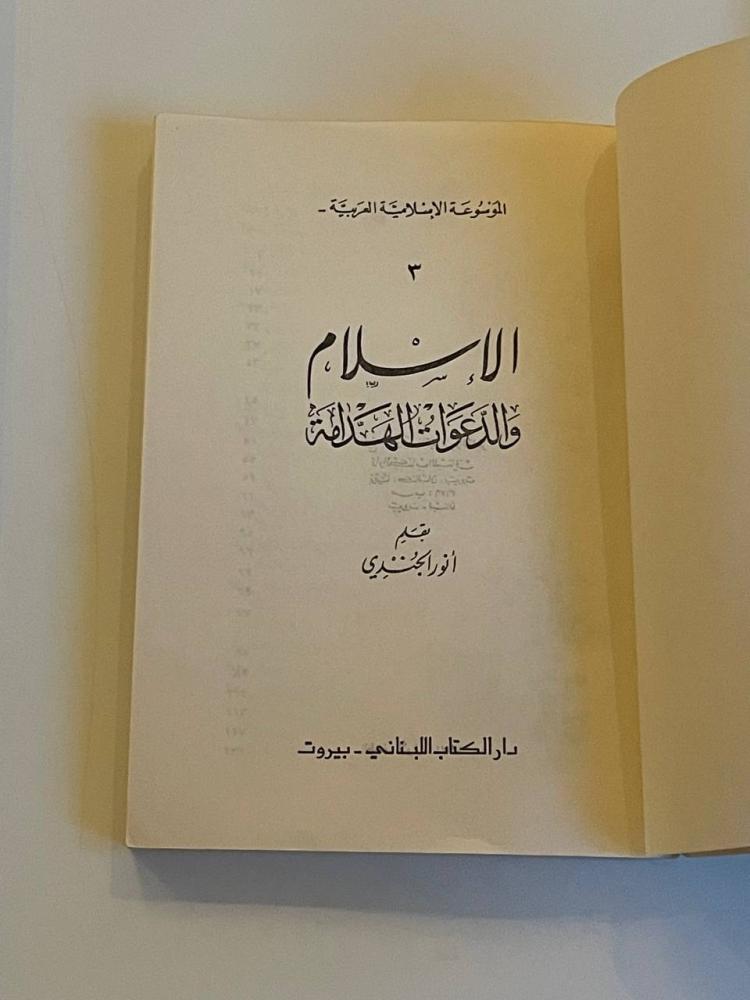 الموسوعة الإسلامية العربية -
٣
الإسلام
والدعوات الهدامة
بقلم
أنور الجندي
دار الكتاب اللبناني - بيروت